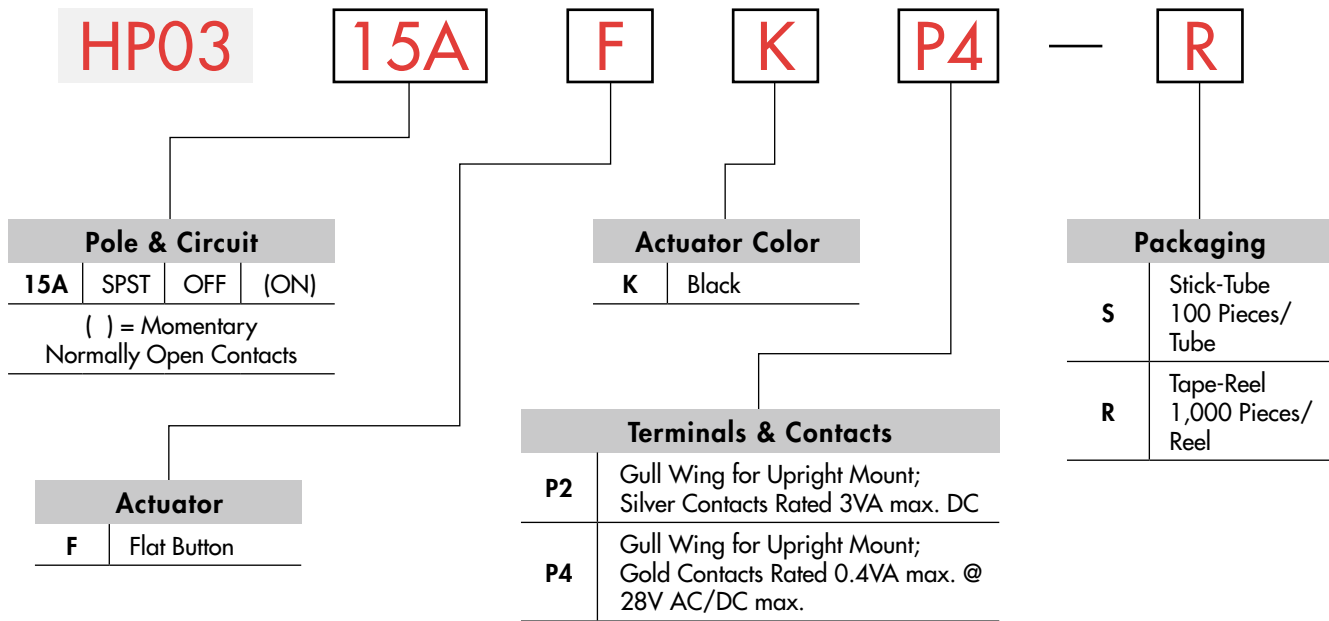 HP03 15A F K P4 — R
Pole & Circuit
15A SPST OFF (ON)
( ) = Momentary
Normally Open Contacts
Actuator
F Flat Button
Actuator Color
K Black
Terminals & Contacts
P2 Gull Wing for Upright Mount;
Silver Contacts Rated 3VA max. DC
P4 Gull Wing for Upright Mount;
Gold Contacts Rated 0.4VA max. @
28V AC/DC max.
Packaging
S Stick-Tube
100 Pieces/
Tube
R Tape-Reel
1,000 Pieces/
Reel